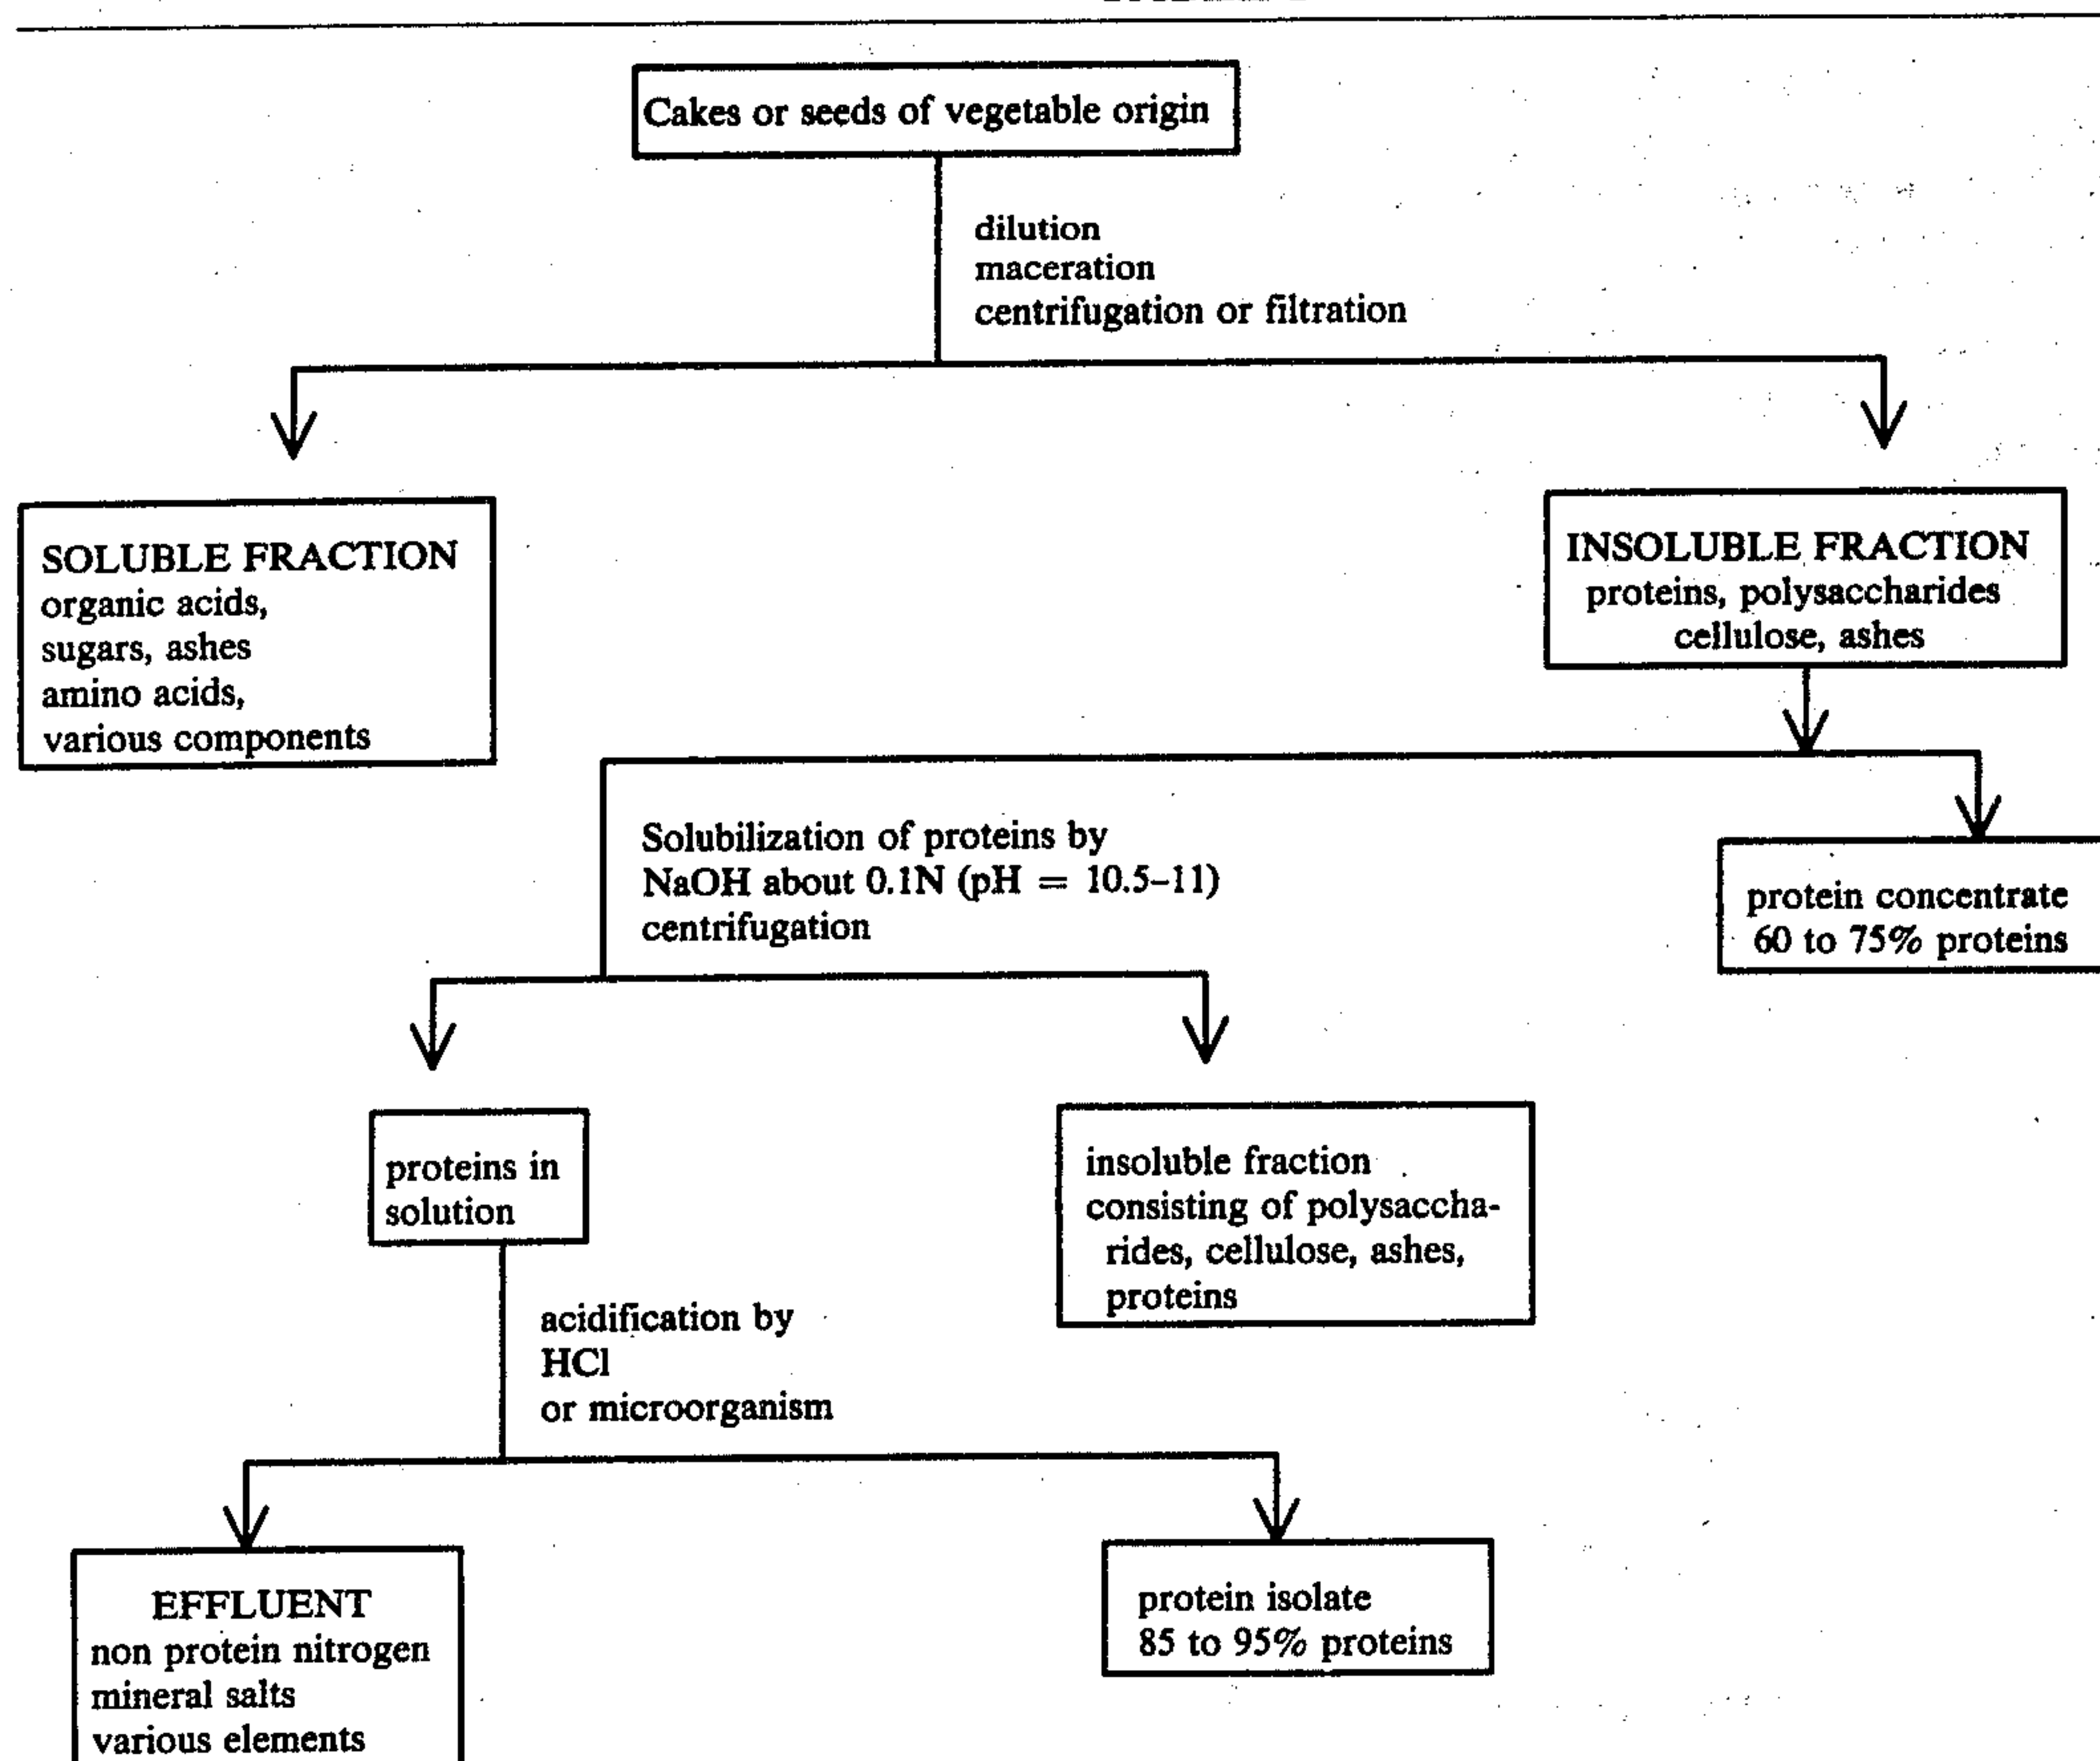 Cakes or seeds of vegetable origin
dilution
maceration
centrifugation or filtration
SOLUBLE FRACTION
organic acids,
sugars, ashes
amino acids,
various components
INSOLUBLE FRACTION
proteins, polysaccharides
cellulose, ashes
Solubilization of proteins by
NaOH about 0.1N (pH = 10.5–11)
centrifugation
protein concentrate
60 to 75% proteins
proteins in
solution
insoluble fraction
consisting of polysaccha-
rides, cellulose, ashes,
proteins
acidification by
HCl
or microorganism
EFFLUENT
non protein nitrogen
mineral salts
various elements
protein isolate
85 to 95% proteins